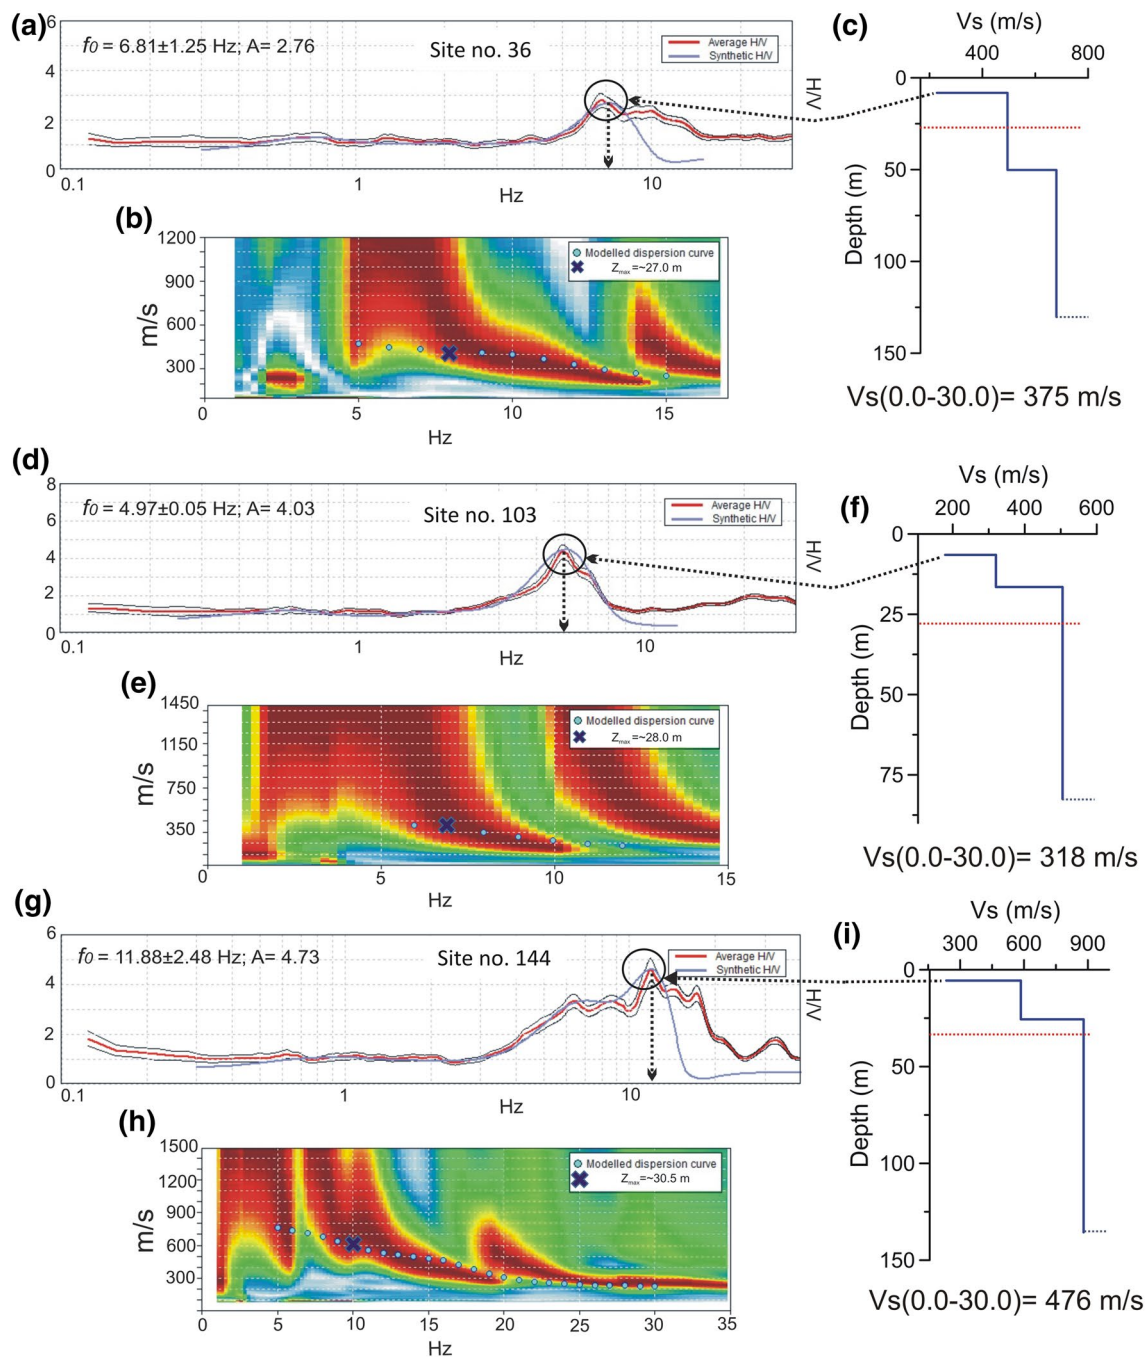 (a)
6
4
2
0
f0 = 6.81±1.25 Hz; A= 2.76
Site no. 36
Average H/V
Synthetic H/V
H/V
0.1
1
10
Hz
(b)
1200
900
600
300
m/s
Modelled dispersion curve
Zmax =~27.0 m
0
5
10
15
Hz
(c)
Vs (m/s)
400
800
0
50
100
150
Depth (m)
Vs(0.0-30.0)= 375 m/s
(d)
8
6
4
2
0
f0 = 4.97±0.05 Hz; A= 4.03
Site no. 103
Average H/V
Synthetic H/V
H/V
0.1
1
10
Hz
(e)
1450
1150
750
350
m/s
Modelled dispersion curve
Zmax =~28.0 m
0
5
10
15
Hz
(f)
Vs (m/s)
200
400
600
0
25
50
75
Depth (m)
Vs(0.0-30.0)= 318 m/s
(g)
6
4
2
0
f0 = 11.88±2.48 Hz; A= 4.73
Site no. 144
Average H/V
Synthetic H/V
H/V
0.1
1
10
Hz
(h)
1500
1200
900
600
300
m/s
Modelled dispersion curve
Zmax =~30.5 m
0
5
10
15
20
25
30
35
Hz
(i)
Vs (m/s)
300
600
900
0
50
100
150
Depth (m)
Vs(0.0-30.0)= 476 m/s